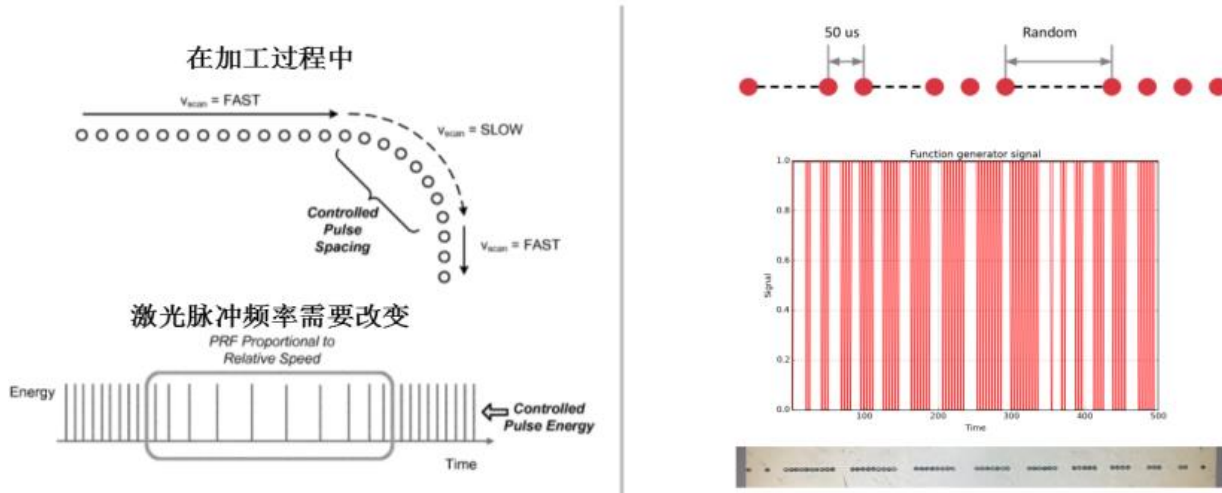 在加工过程中
vscan = FAST
vscan = SLOW
Controlled
Pulse
Spacing
vscan = FAST
激光脉冲频率需要改变
PRF Proportional to
Relative Speed
Energy
Controlled
Pulse Energy
Time
50 us
Random
Function generator signal
1.0
0.8
0.6
0.4
0.2
0.0
Signal
100
200
300
400
500
Time